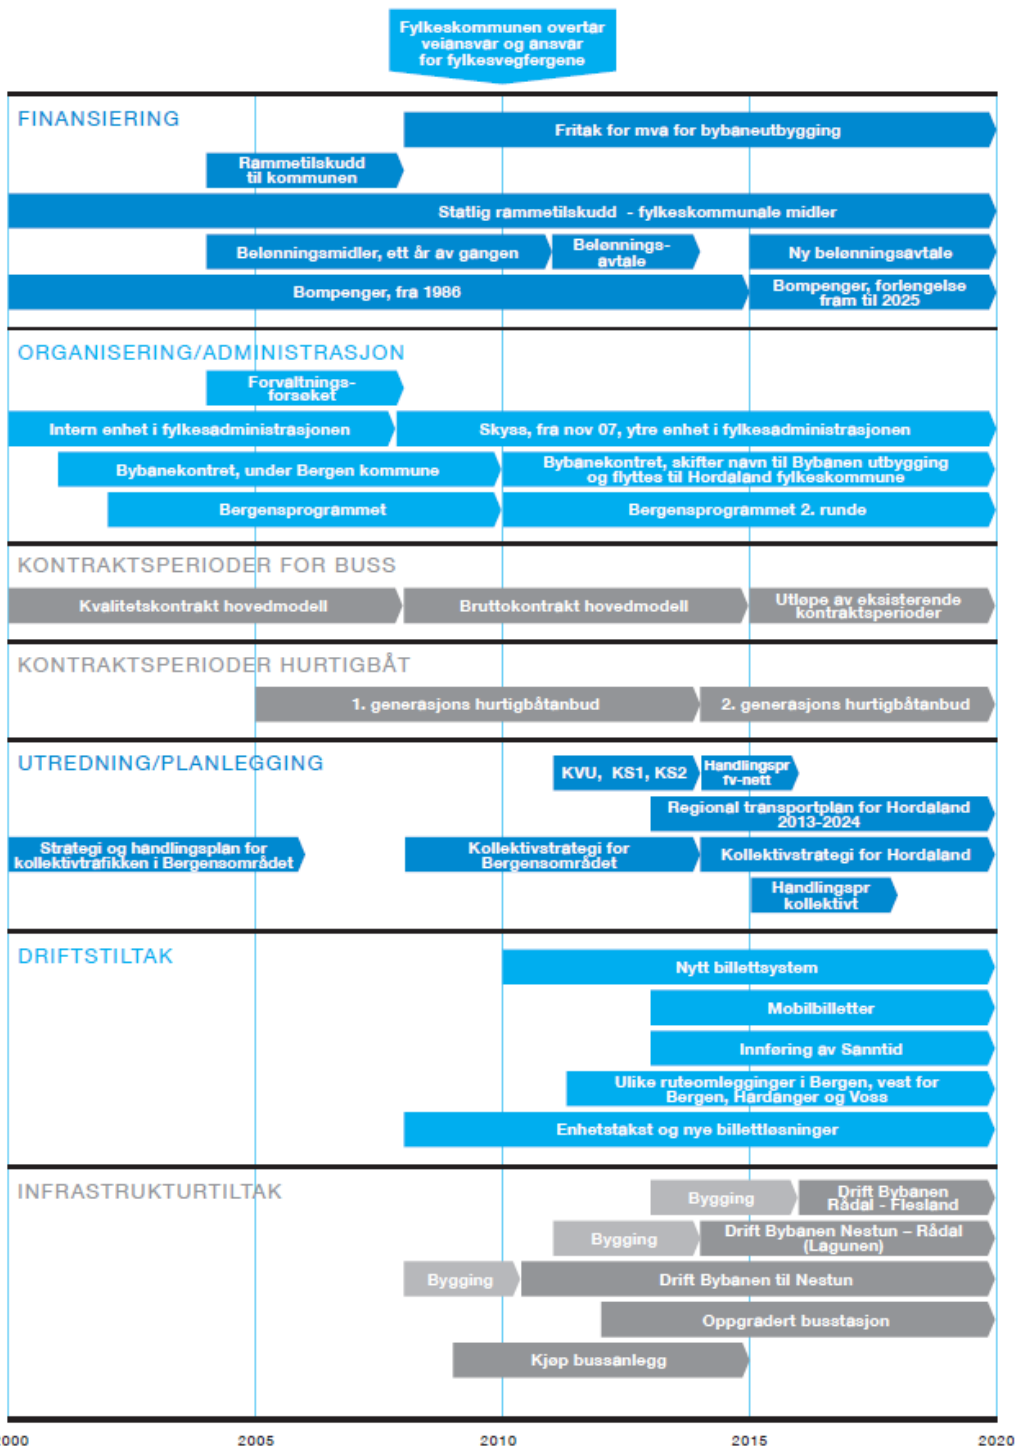 Fylkeskommunen overtar
veiansvar og ansvar
for fylkesvegfergene
FINANSIERING
Fritak for mva for bybaneutbygging
Rammetilskudd
til kommunen
Statlig rammetilskudd - fylkeskommunale midler
Belønningsmidler, ett år av gangen
Belønnings-
avtale
Ny belønningsavtale
Bompenger, fra 1986
Bompenger, forlengelse
fram til 2025
ORGANISERING/ADMINISTRASJON
Forvaltnings-
forsøket
Intern enhet i fylkesadministrasjonen
Skyss, fra nov 07, ytre enhet i fylkesadministrasjonen
Bybanekontret, under Bergen kommune
Bybanekontret, skifter navn til Bybanen utbygging
og flyttes til Hordaland fylkeskommune
Bergensprogrammet
Bergensprogrammet 2. runde
KONTRAKTSPERIODER FOR BUSS
Kvalitetskontrakt hovedmodell
Bruttokontrakt hovedmodell
Utløpe av eksisterende
kontraktsperioder
KONTRAKTSPERIODER HURTIGBÅT
1. generasjons hurtigbåtanbud
2. generasjons hurtigbåtanbud
UTREDNING/PLANLEGGING
KVU, KS1, KS2
Handlingspr
fv-nett
Regional transportplan for Hordaland
2013-2024
Strategi og handlingsplan for
kollektivtrafikken i Bergensområdet
Kollektivstrategi for
Bergensområdet
Kollektivstrategi for Hordaland
Handlingspr
kollektivt
DRIFTSTILTAK
Nytt billettsystem
Mobilbilletter
Innføring av Sanntid
Ulike ruteomlegginger i Bergen, vest for
Bergen, Hardanger og Voss
Enhetstakst og nye billettløsninger
INFRASTRUKTURTILTAK
Bygging
Drift Bybanen
Rådal - Flesland
Bygging
Drift Bybanen Nestun – Rådal
(Lagunen)
Bygging
Drift Bybanen til Nestun
Oppgradert busstasjon
Kjøp bussanlegg
2000 2005 2010 2015 2020